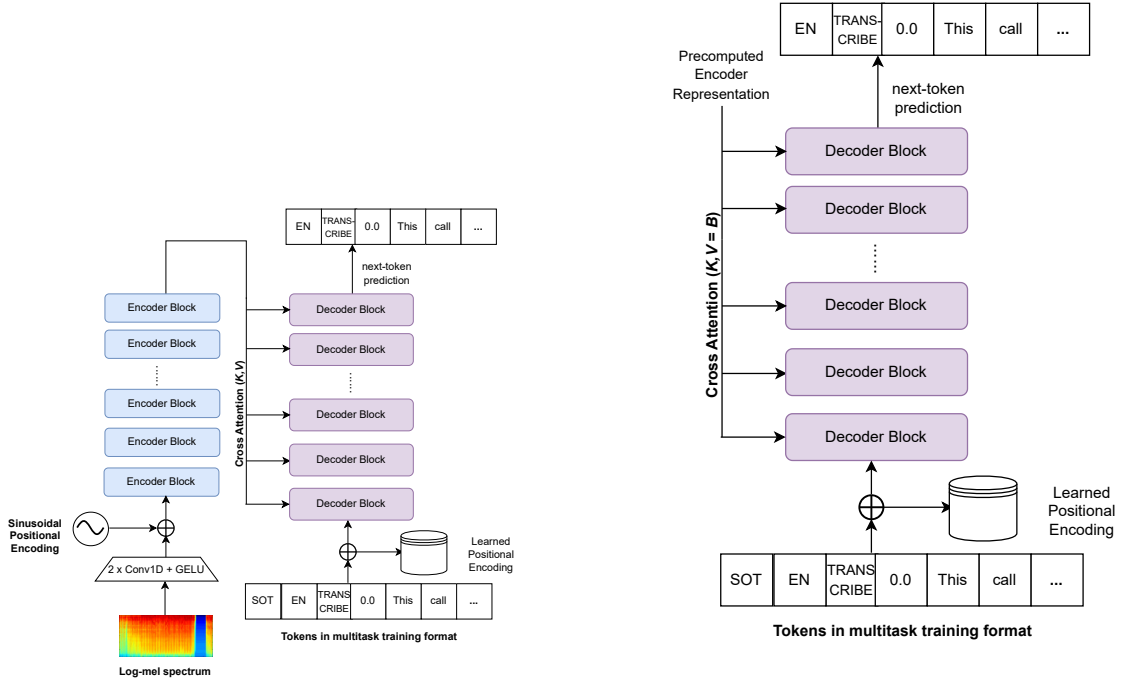 EN TRANS- 0.0 This call ...
CRIBE
next-token
prediction
Encoder Block
Encoder Block
Encoder Block
Encoder Block
Encoder Block
Cross Attention (K,V)
Decoder Block
Decoder Block
Decoder Block
Decoder Block
Decoder Block
Sinusoidal
Positional
Encoding
2 x Conv1D + GELU
Learned
Positional
Encoding
SOT EN TRANS 0.0 This call ...
CRIBE
Tokens in multitask training format
Log-mel spectrum
EN TRANS- 0.0 This call ...
CRIBE
Precomputed
Encoder
Representation
next-token
prediction
Cross Attention (K,V = B)
Decoder Block
Decoder Block
Decoder Block
Decoder Block
Decoder Block
Learned
Positional
Encoding
SOT EN TRANS 0.0 This call ...
CRIBE
Tokens in multitask training format